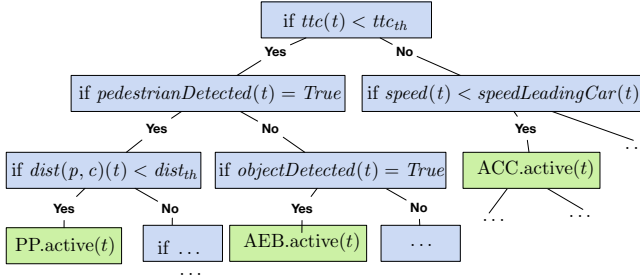 if ttc(t) < ttc_th
Yes
No
if pedestrianDetected(t) = True
if speed(t) < speedLeadingCar(t)
Yes
No
Yes
...
if dist(p, c)(t) < dist_th
if objectDetected(t) = True
ACC.active(t)
Yes
No
Yes
No
...
...
PP.active(t)
if ...
AEB.active(t)
...
...